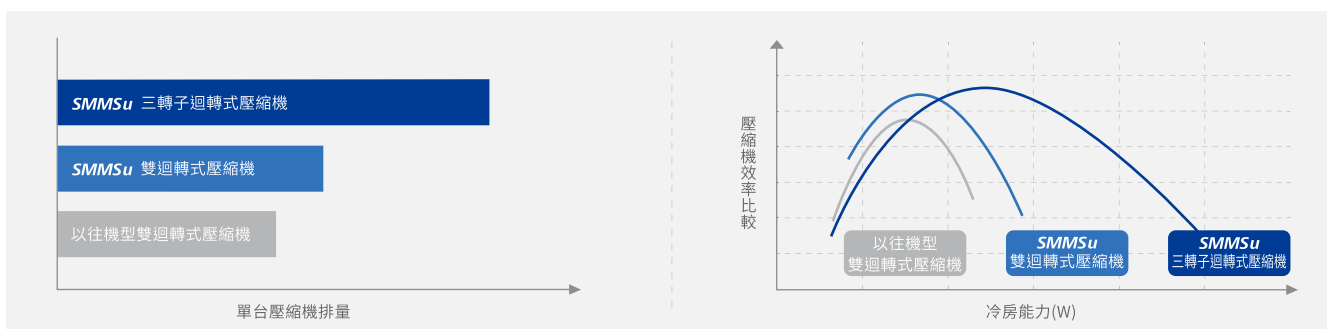 SMMSu 三轉子迴轉式壓縮機
SMMSu 雙迴轉式壓縮機
以往機型雙迴轉式壓縮機
單台壓縮機排量
壓縮機效率比較
以往機型
雙迴轉式壓縮機
SMMSu
雙迴轉式壓縮機
SMMSu
三轉子迴轉式壓縮機
冷房能力(W)